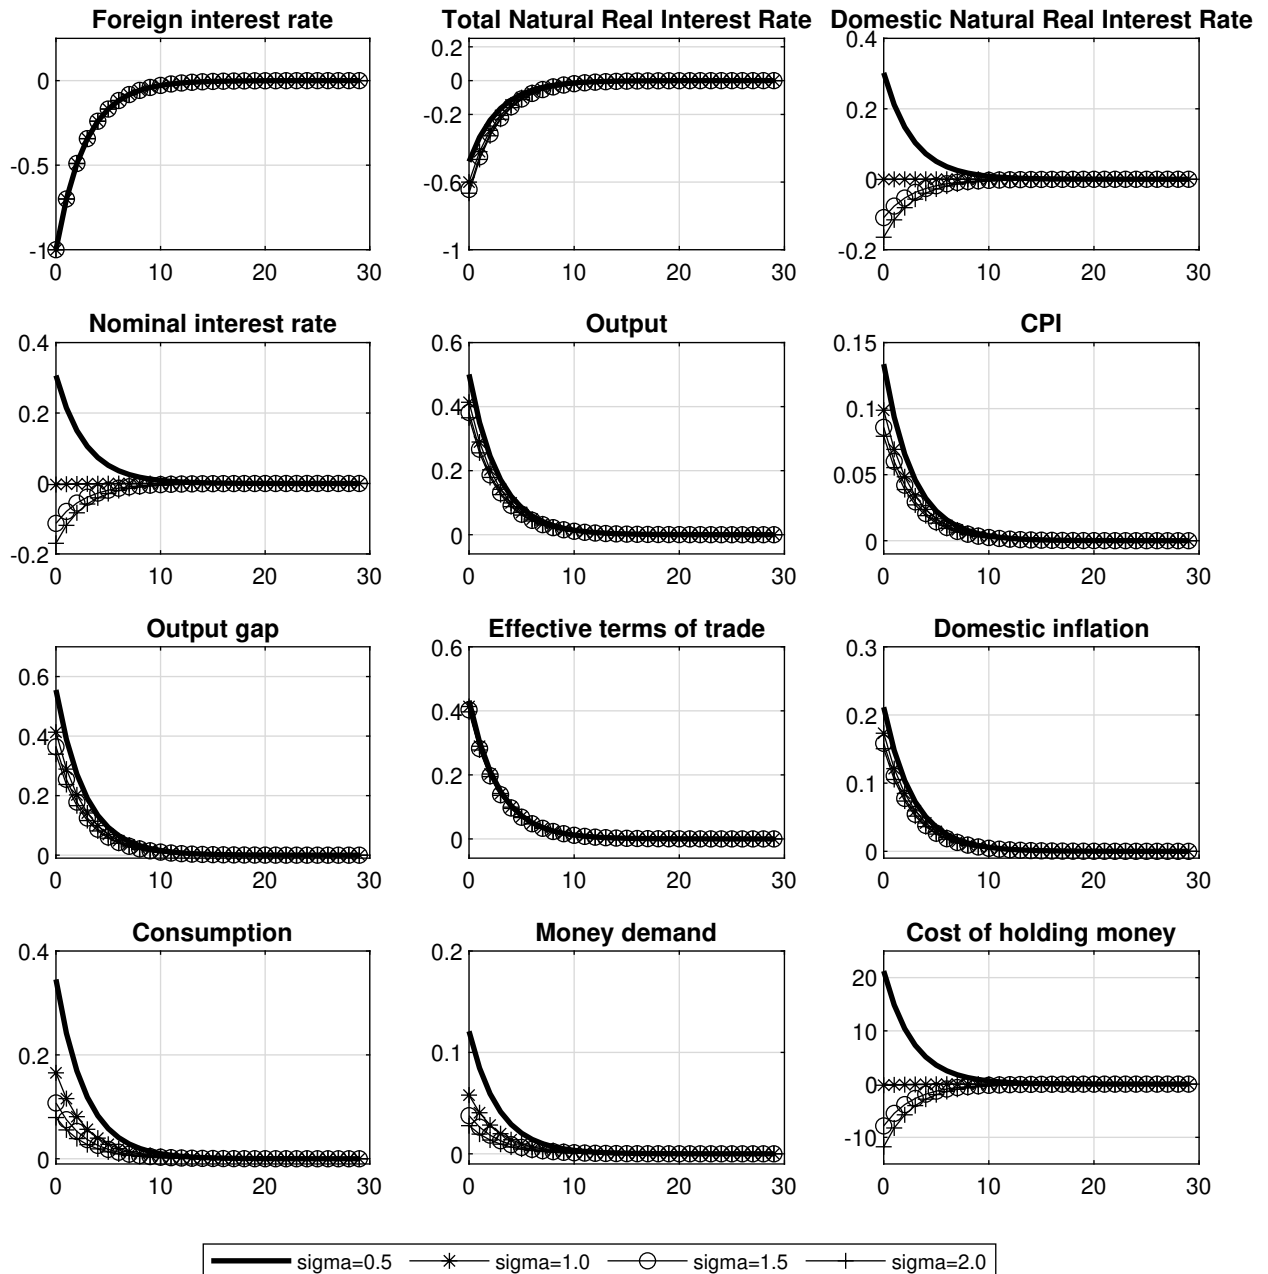 Foreign interest rate
Total Natural Real Interest Rate
Domestic Natural Real Interest Rate
0
-0.5
-1
0 10 20 30
0.2
0
-0.2
-0.6
-1
0 10 20 30
0.4
0.2
0
-0.2
0 10 20 30
Nominal interest rate
Output
CPI
0.4
0.2
0
-0.2
0 10 20 30
0.6
0.4
0.2
0
0 10 20 30
0.15
0.1
0.05
0
0 10 20 30
Output gap
Effective terms of trade
Domestic inflation
0.6
0.4
0.2
0
0 10 20 30
0.6
0.4
0.2
0
0 10 20 30
0.3
0.2
0.1
0
0 10 20 30
Consumption
Money demand
Cost of holding money
0.4
0.2
0
0 10 20 30
0.2
0.1
0
0 10 20 30
20
10
0
-10
0 10 20 30
sigma=0.5 sigma=1.0 sigma=1.5 sigma=2.0